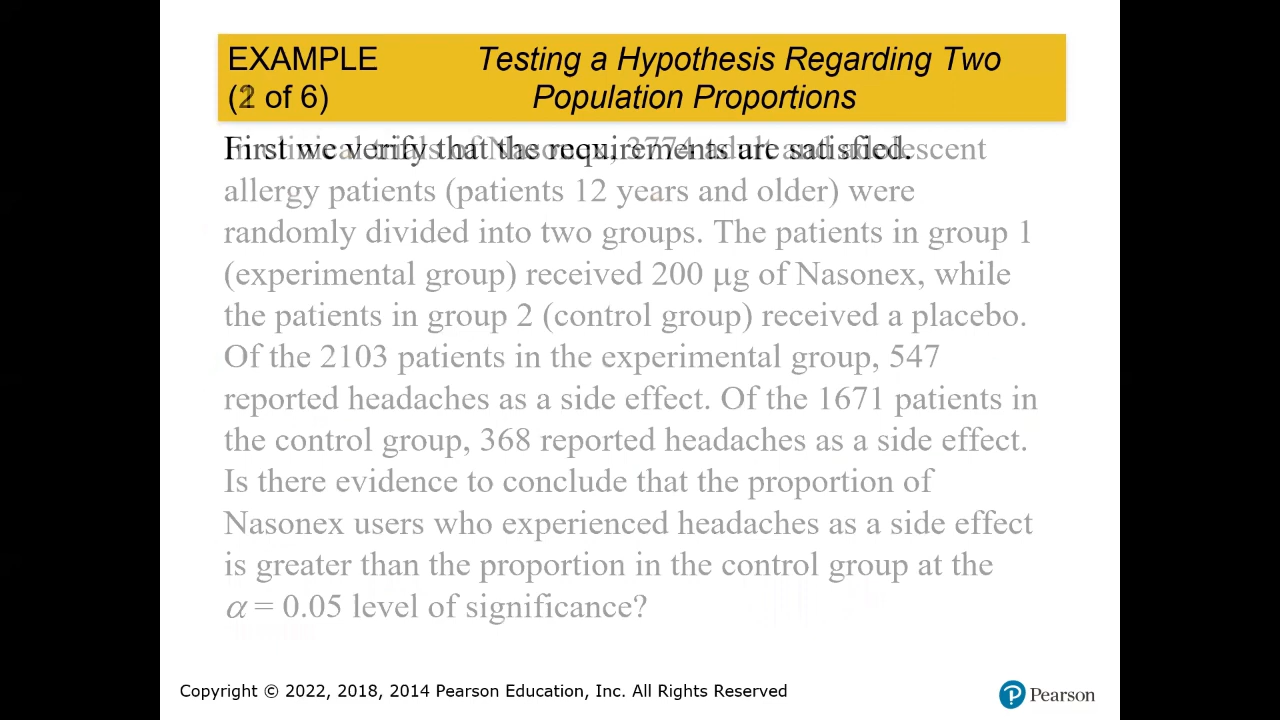 EXAMPLE
(2 of 6)
Testing a Hypothesis Regarding Two
Population Proportions
First we verify that the requirements are satisfied.
allergy patients (patients 12 years and older) were
randomly divided into two groups. The patients in group 1
(experimental group) received 200 μg of Nasonex, while
the patients in group 2 (control group) received a placebo.
Of the 2103 patients in the experimental group, 547
reported headaches as a side effect. Of the 1671 patients in
the control group, 368 reported headaches as a side effect.
Is there evidence to conclude that the proportion of
Nasonex users who experienced headaches as a side effect
is greater than the proportion in the control group at the
α = 0.05 level of significance?
Copyright © 2022, 2018, 2014 Pearson Education, Inc. All Rights Reserved
Pearson